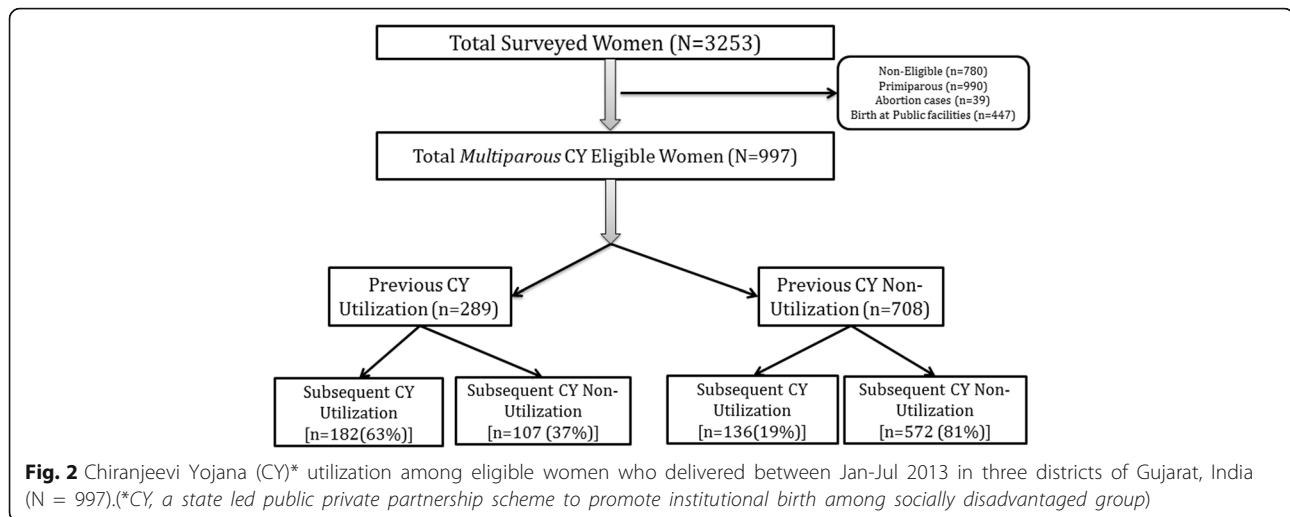 Total Surveyed Women (N=3253)
Non-Eligible (n=780)
Primiparous (n=990)
Abortion cases (n=39)
Birth at Public facilities (n=447)
Total Multiparous CY Eligible Women (N=997)
Previous CY
Utilization (n=289)
Previous CY Non-
Utilization (n=708)
Subsequent CY
Utilization
[n=182(63%)]
Subsequent CY Non-
Utilization
[n=107 (37%)]
Subsequent CY
Utilization
[n=136(19%)]
Subsequent CY Non-
Utilization
[n=572 (81%)]
Fig. 2 Chiranjeevi Yojana (CY)* utilization among eligible women who delivered between Jan-Jul 2013 in three districts of Gujarat, India
(N = 997).(*CY, a state led public private partnership scheme to promote institutional birth among socially disadvantaged group)